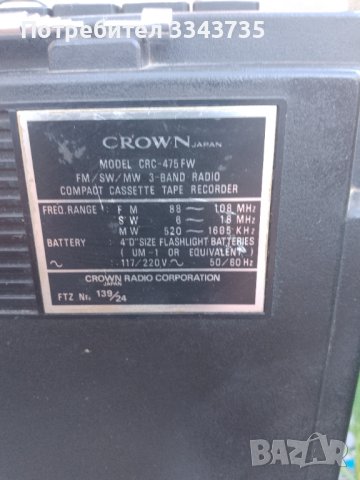 Потребител 3343735
CROWN JAPAN
MODEL CRC-475FW
FM/SW/MW 3-BAND RADIO
COMPACT CASSETTE TAPE RECORDER
FREQ. RANGE : F M 88 ~ 108 MHz
S W 6 ~ 18 MHz
M W 520 ~ 1605 KHz
BATTERY : 4"D"SIZE FLASHLIGHT BATTERIES
( UM-1 OR EQUIVALENT )
∿ : 117/220V ∿ 50/60 Hz
CROWN RADIO CORPORATION
JAPAN
FTZ Nr. 139/24
BAZAR